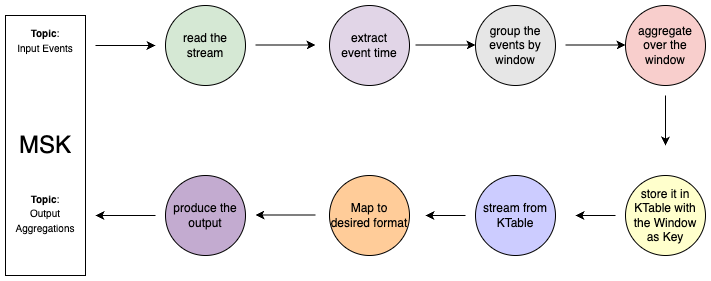 Topic:
Input Events
read the
stream
extract
event time
group the
events by
window
aggregate
over the
window
MSK
Topic:
Output
Aggregations
produce the
output
Map to
desired format
stream from
KTable
store it in
KTable with
the Window
as Key